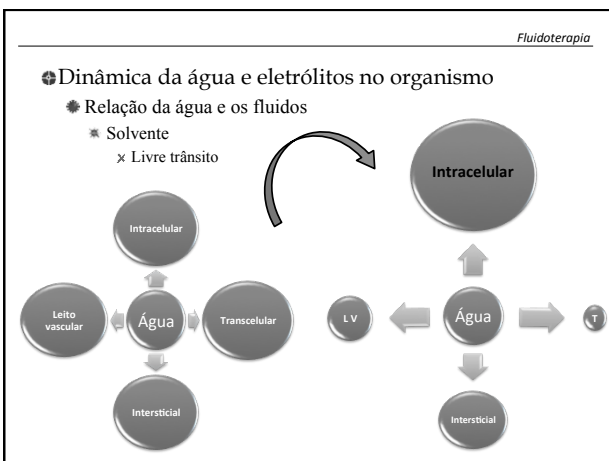 Fluidoterapia
Dinâmica da água e eletrólitos no organismo
Relação da água e os fluidos
Solvente
Livre trânsito
Intracelular
Leito
vascular
Água
Transcelular
Intersticial
Intracelular
L V
Água
T
Intersticial